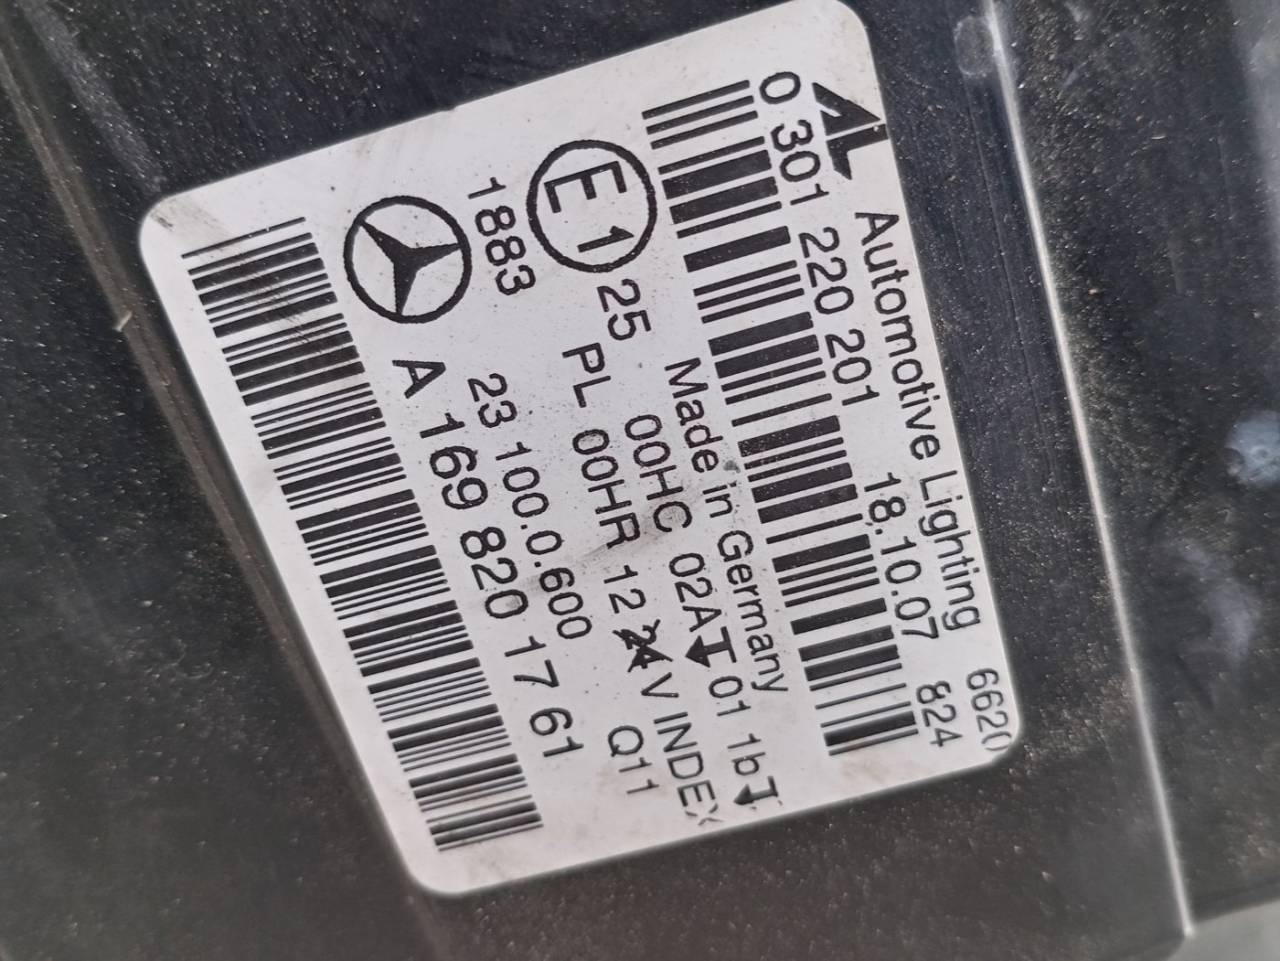 AL Automotive Lighting 6620
0 301 220 201 18.10.07 824
Made in Germany
E1 25 00HC 02A 01 1b
1883 PL 00HR 12 24 V INDEX
23 100.0.600 Q11
A 169 820 17 61